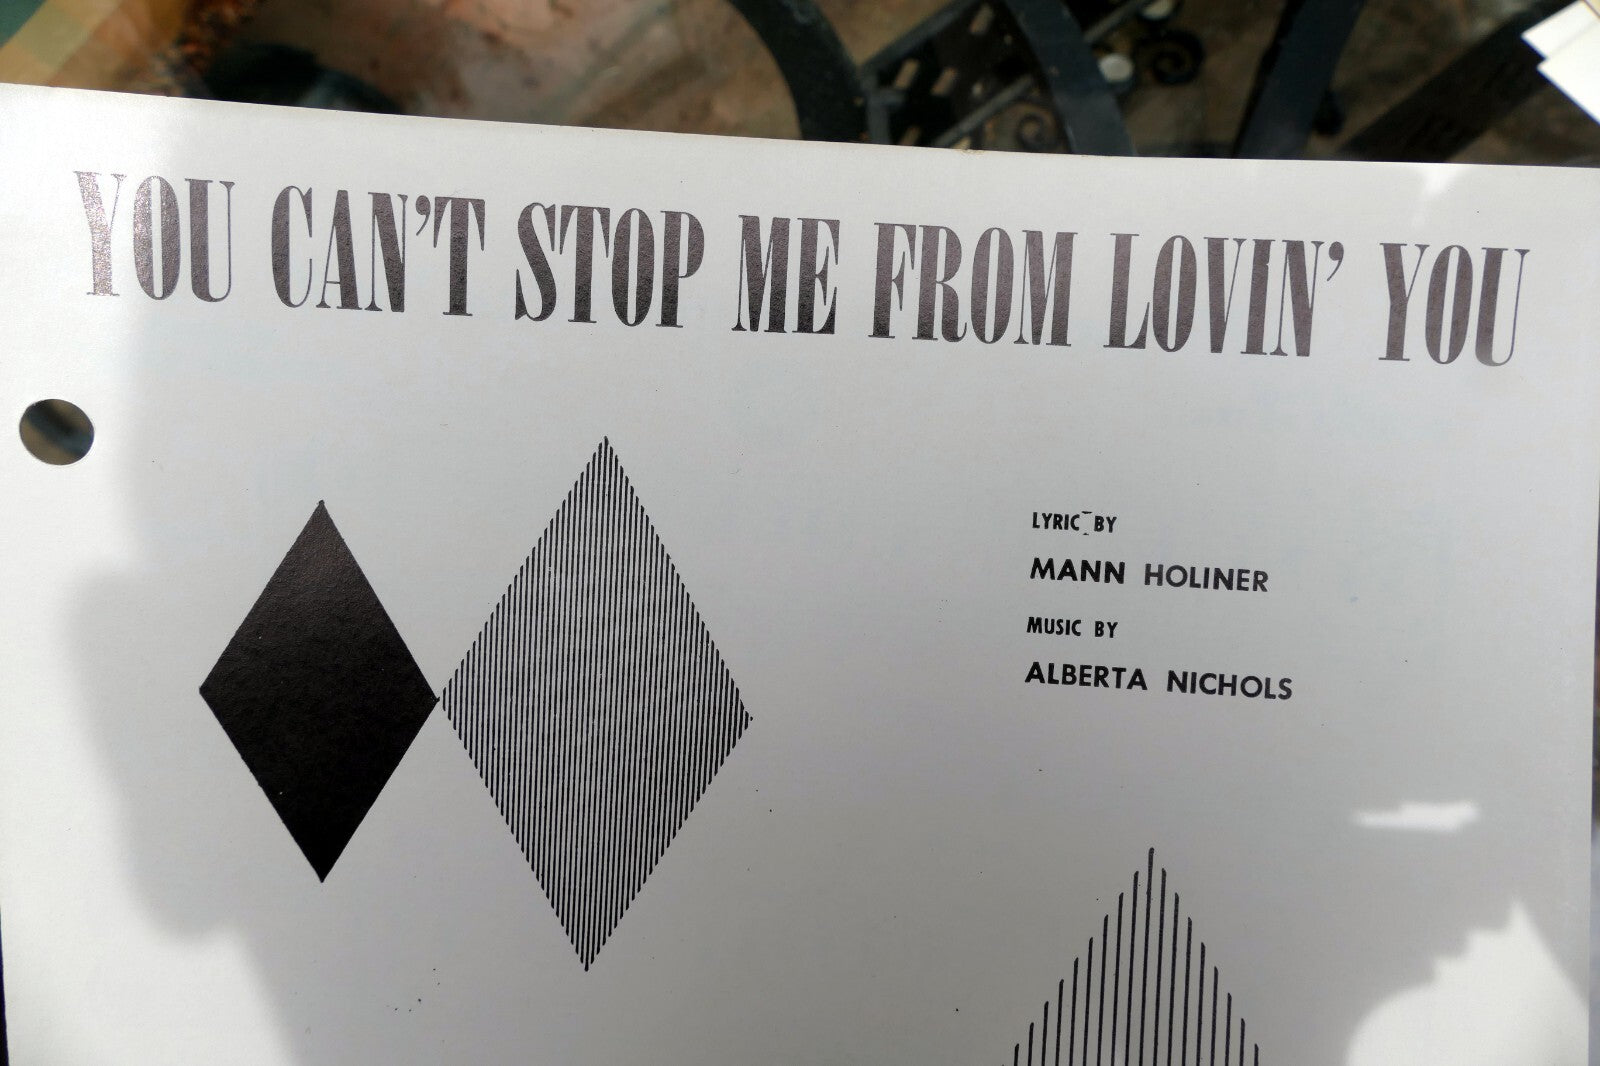 YOU CAN'T STOP ME FROM LOVIN' YOU
LYRIC BY
MANN HOLINER
MUSIC BY
ALBERTA NICHOLS